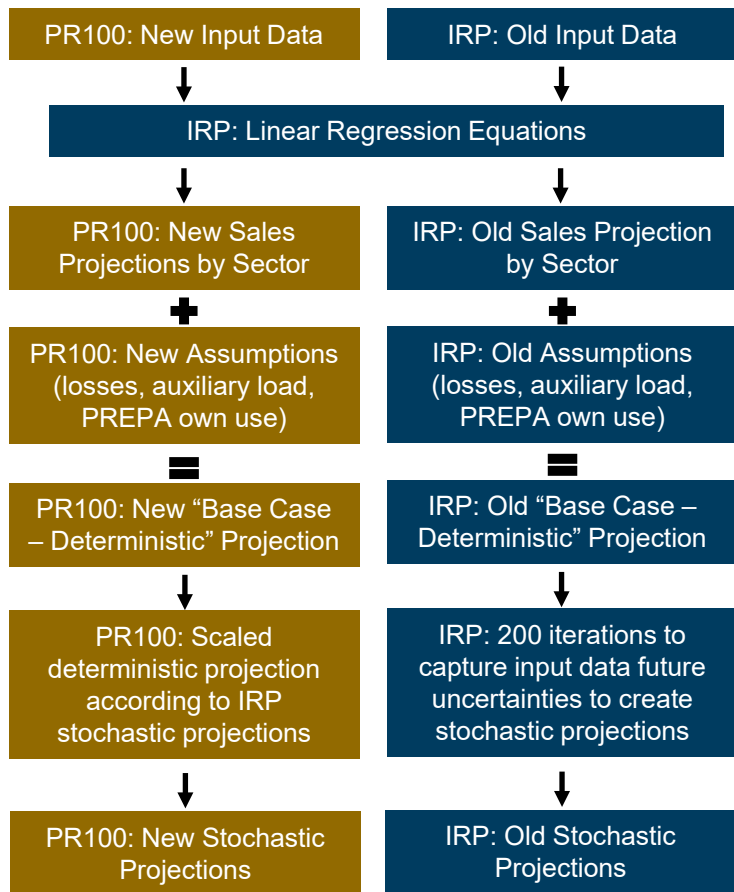 PR100: New Input Data
IRP: Old Input Data
IRP: Linear Regression Equations
PR100: New Sales
Projections by Sector
IRP: Old Sales Projection
by Sector
PR100: New Assumptions
(losses, auxiliary load,
PREPA own use)
IRP: Old Assumptions
(losses, auxiliary load,
PREPA own use)
PR100: New “Base Case
– Deterministic” Projection
IRP: Old “Base Case –
Deterministic” Projection
PR100: Scaled
deterministic projection
according to IRP
stochastic projections
IRP: 200 iterations to
capture input data future
uncertainties to create
stochastic projections
PR100: New Stochastic
Projections
IRP: Old Stochastic
Projections